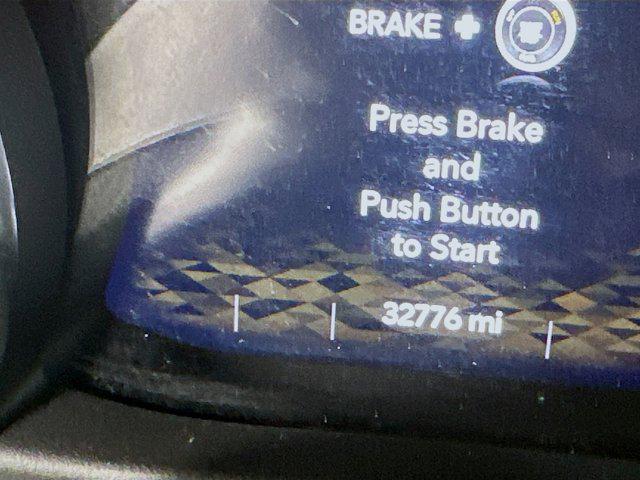 BRAKE +
Press Brake
and
Push Button
to Start
32776 mi